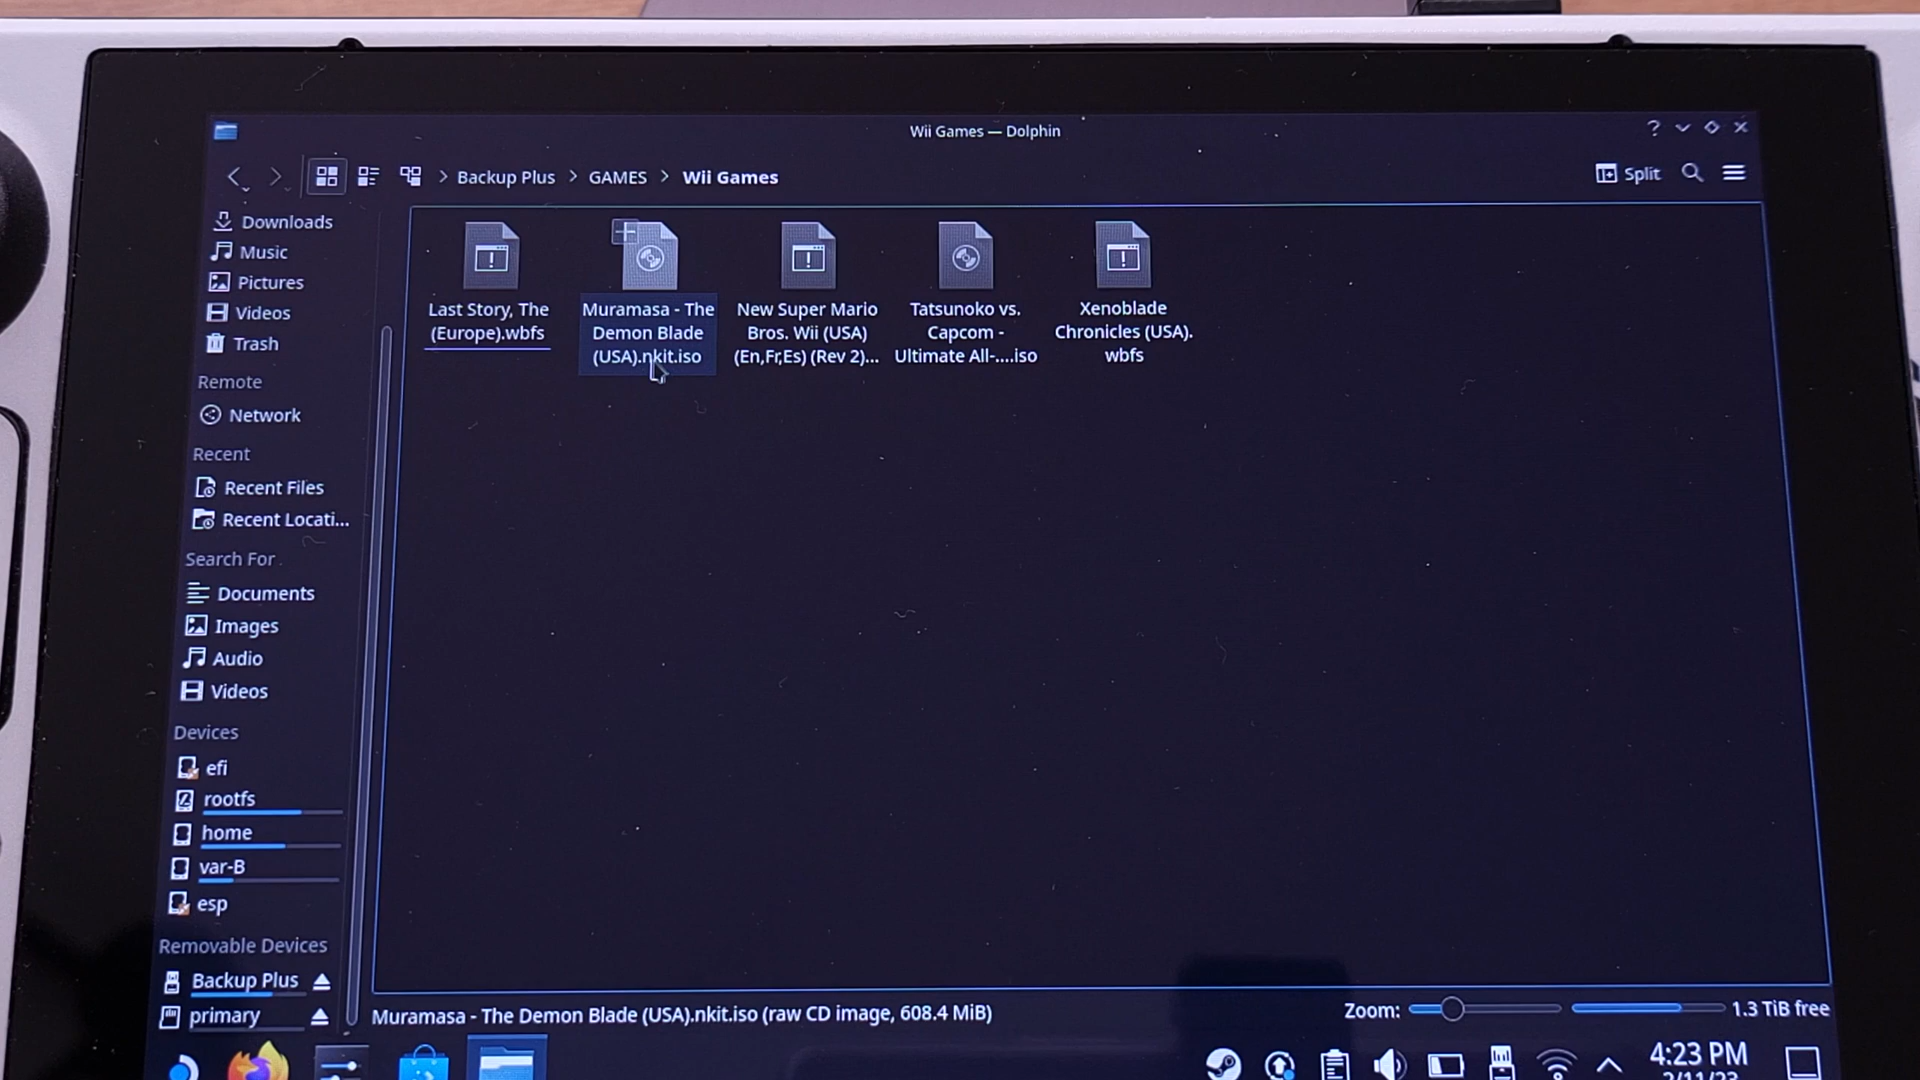 Wii Games — Dolphin
?
Backup Plus > GAMES > Wii Games
Split
Downloads
Music
Pictures
Videos
Trash
Remote
Network
Recent
Recent Files
Recent Locati...
Search For
Documents
Images
Audio
Videos
Devices
efi
rootfs
home
var-B
esp
Removable Devices
Backup Plus
primary
Last Story, The
(Europe).wbfs
Muramasa - The
Demon Blade
(USA).nkit.iso
New Super Mario
Bros. Wii (USA)
(En,Fr,Es) (Rev 2)...
Tatsunoko vs.
Capcom -
Ultimate All-....iso
Xenoblade
Chronicles (USA).
wbfs
Muramasa - The Demon Blade (USA).nkit.iso (raw CD image, 608.4 MiB)
Zoom:
1.3 TiB free
4:23 PM
2/11/23